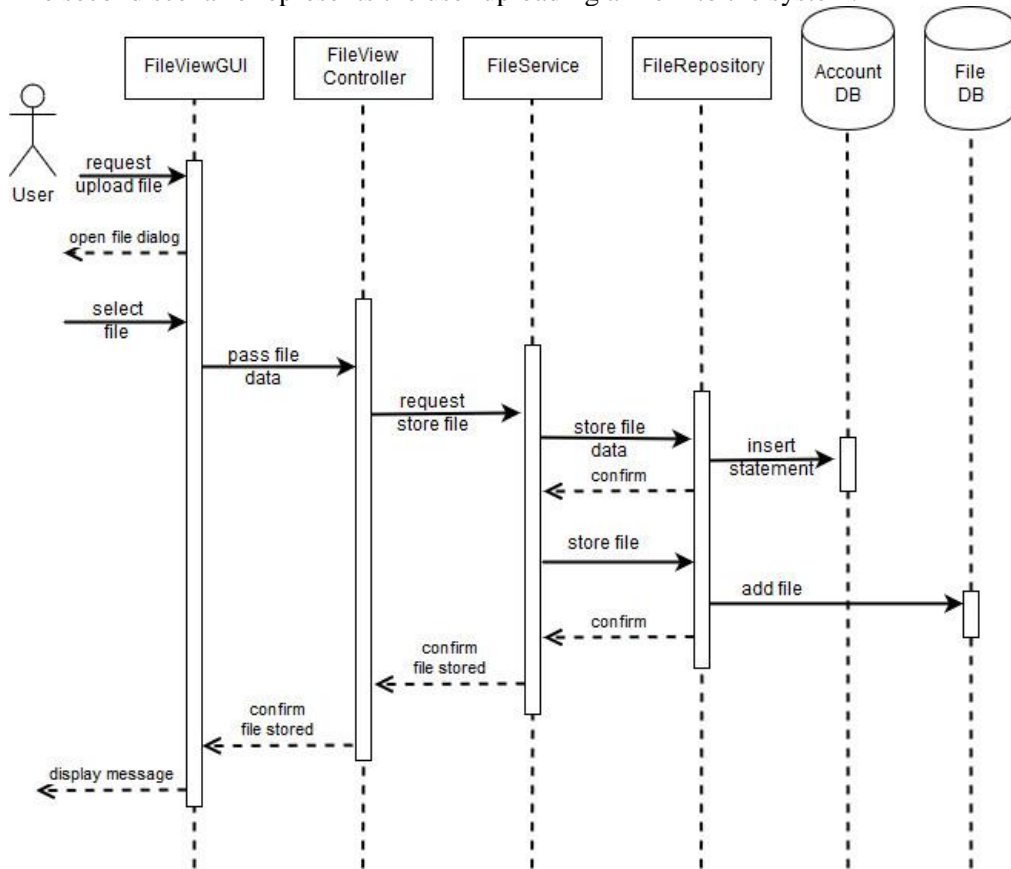 FileViewGUI
FileView
Controller
FileService
FileRepository
Account
DB
File
DB
User
request
upload file
open file dialog
select
file
pass file
data
request
store file
store file
data
insert
statement
confirm
store file
add file
confirm
confirm
file stored
confirm
file stored
display message